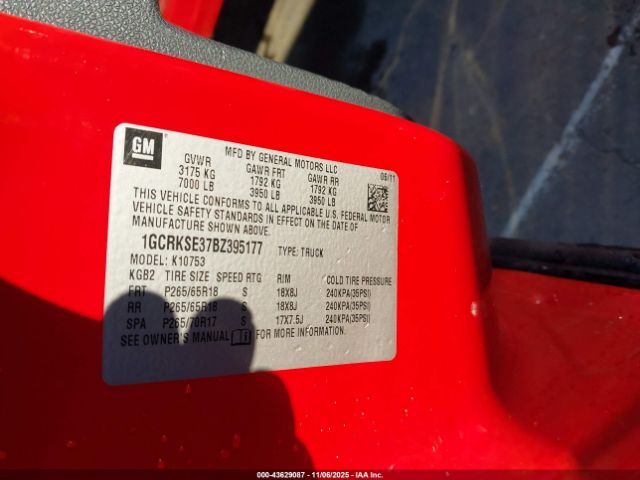 GM
MFD BY GENERAL MOTORS LLC 06/11
GVWR GAWR FRT GAWR RR
3175 KG 1792 KG 1792 KG
7000 LB 3950 LB 3950 LB
THIS VEHICLE CONFORMS TO ALL APPLICABLE U.S. FEDERAL MOTOR
VEHICLE SAFETY STANDARDS IN EFFECT ON THE DATE OF
MANUFACTURE SHOWN ABOVE.
1GCRKSE37BZ395177 TYPE: TRUCK
MODEL: K10753
KGB2 TIRE SIZE SPEED RTG RIM COLD TIRE PRESSURE
FRT P265/65R18 S 18X8J 240KPA(35PSI)
RR P265/65R18 S 18X8J 240KPA(35PSI)
SPA P265/70R17 S 17X7.5J 240KPA(35PSI)
SEE OWNER'S MANUAL FOR MORE INFORMATION.
000-43629087 - 11/06/2025 - IAAI, Inc.